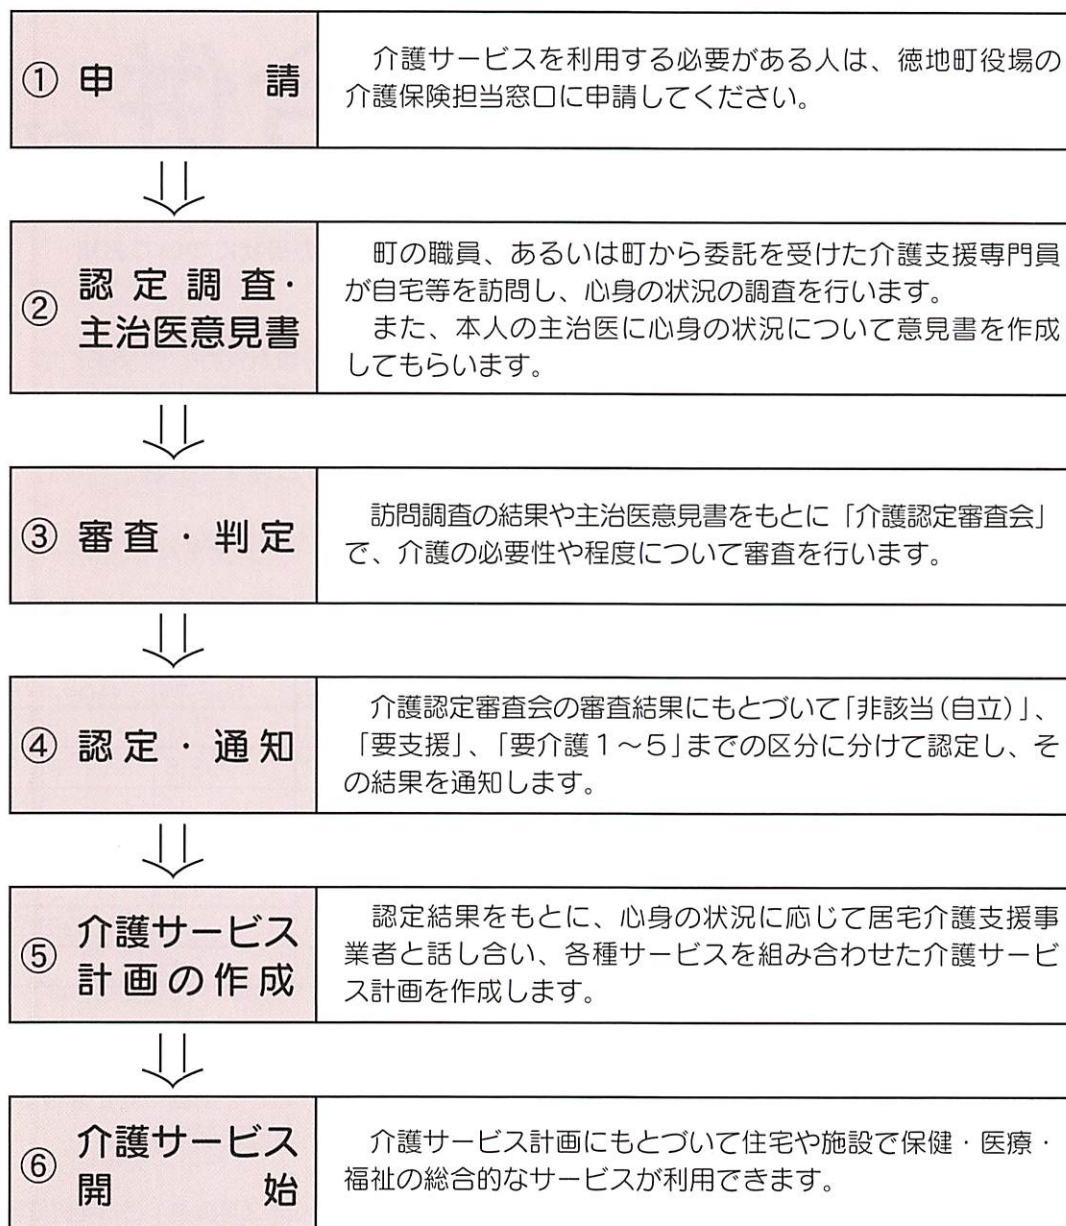 ① 申請
介護サービスを利用する必要がある人は、徳地町役場の
介護保険担当窓口に申請してください。
② 認定調査・
主治医意見書
町の職員、あるいは町から委託を受けた介護支援専門員
が自宅等を訪問し、心身の状況の調査を行います。
また、本人の主治医に心身の状況について意見書を作成
してもらいます。
③ 審査・判定
訪問調査の結果や主治医意見書をもとに「介護認定審査会」
で、介護の必要性や程度について審査を行います。
④ 認定・通知
介護認定審査会の審査結果にもとづいて「非該当(自立)」、
「要支援」、「要介護1~5」までの区分に分けて認定し、そ
の結果を通知します。
⑤ 介護サービス
計画の作成
認定結果をもとに、心身の状況に応じて居宅介護支援事
業者と話し合い、各種サービスを組み合わせた介護サービ
ス計画を作成します。
⑥ 介護サービス
開始
介護サービス計画にもとづいて住宅や施設で保健・医療・
福祉の総合的なサービスが利用できます。